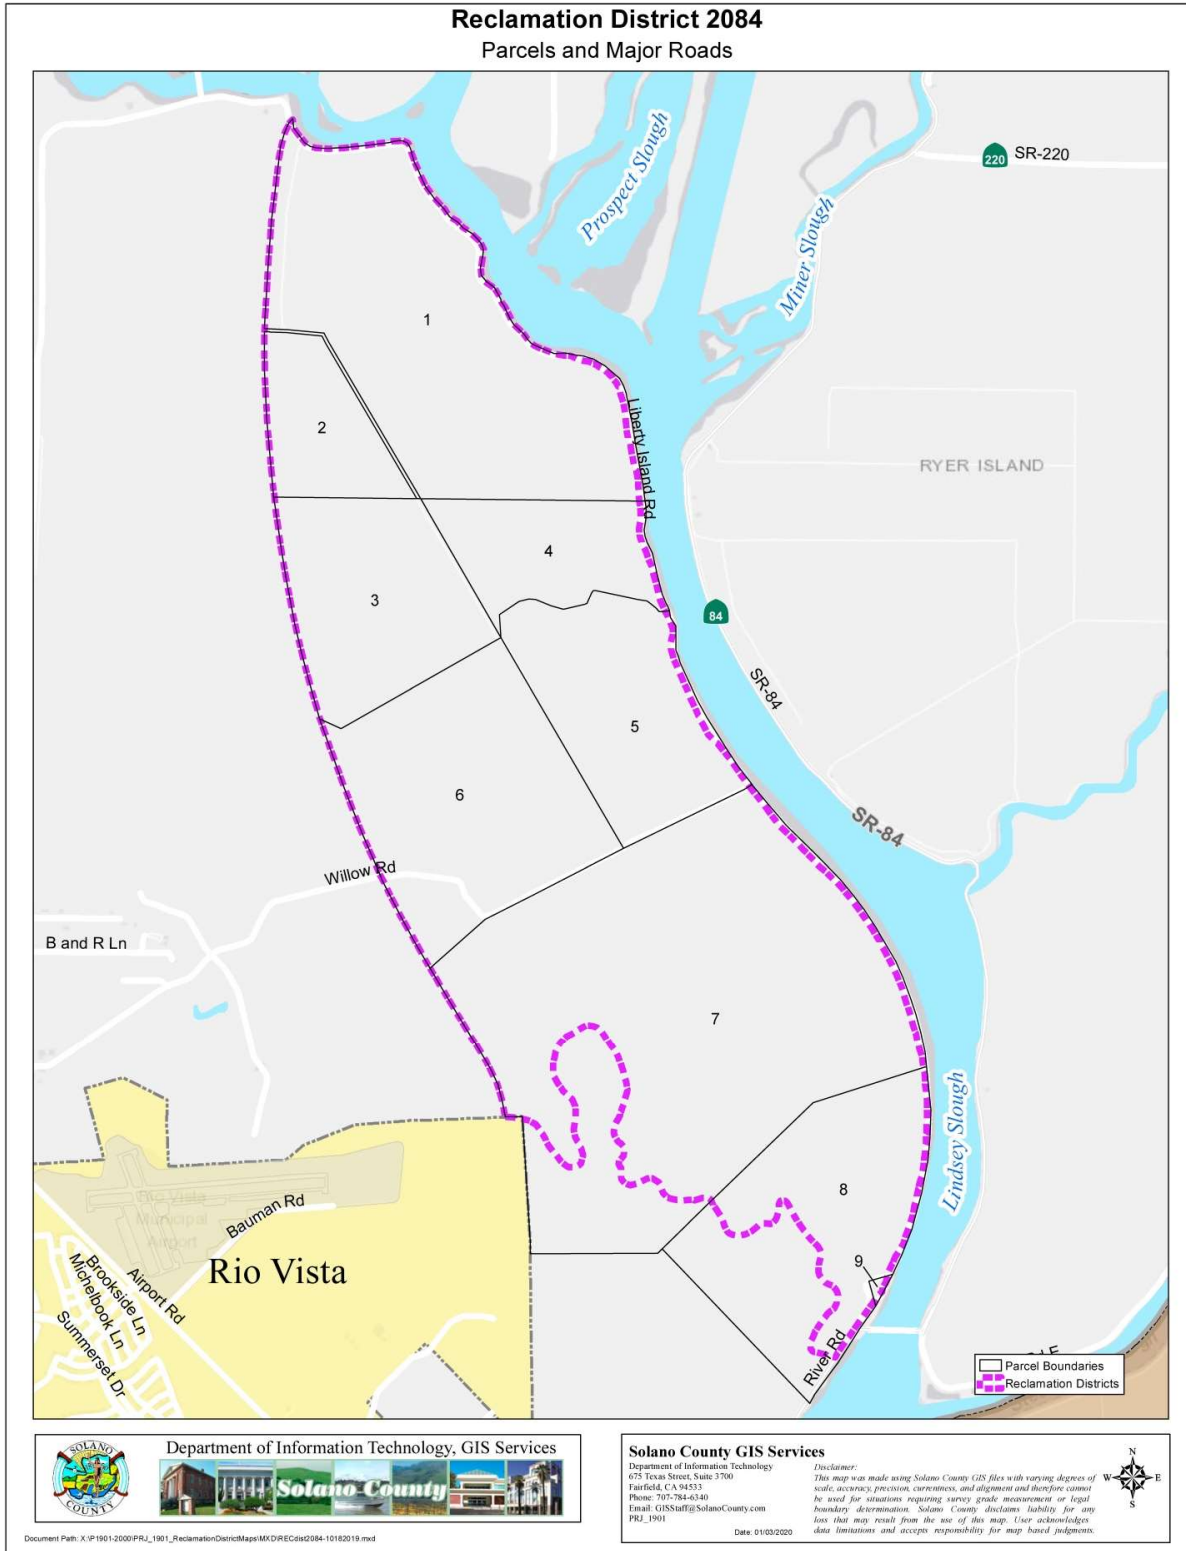 Reclamation District 2084
Parcels and Major Roads
Prospect Slough
Miner Slough
220
SR-220
1
2
Liberty Island Rd
RYER ISLAND
4
3
84
SR-84
5
6
SR-84
Willow Rd
B and R Ln
7
Lindsey Slough
8
Rio Vista
Municipal
Airport
Bauman Rd
9
Rio Vista
Airport Rd
Brookside Ln
Michelbook Ln
Summerset Dr
River Rd
Parcel Boundaries
Reclamation Districts
SOLANO
COUNTY
Department of Information Technology, GIS Services
Solano County
Document Path: X:\P1901-2000\PRJ_1901_ReclamationDistrictMaps\MXD\RECdist2084-10182019.mxd
Solano County GIS Services
Department of Information Technology
675 Texas Street, Suite 3700
Fairfield, CA 94533
Phone: 707-784-6340
Email: GISStaff@SolanoCounty.com
PRJ_1901
Date: 01/03/2020
Disclaimer:
This map was made using Solano County GIS files with varying degrees of
scale, accuracy, precision, currentness, and alignment and therefore cannot
be used for situations requiring survey grade measurement or legal
boundary determination. Solano County disclaims liability for any
loss that may result from the use of this map. User acknowledges
data limitations and accepts responsibility for map based judgments.
N
W
E
S